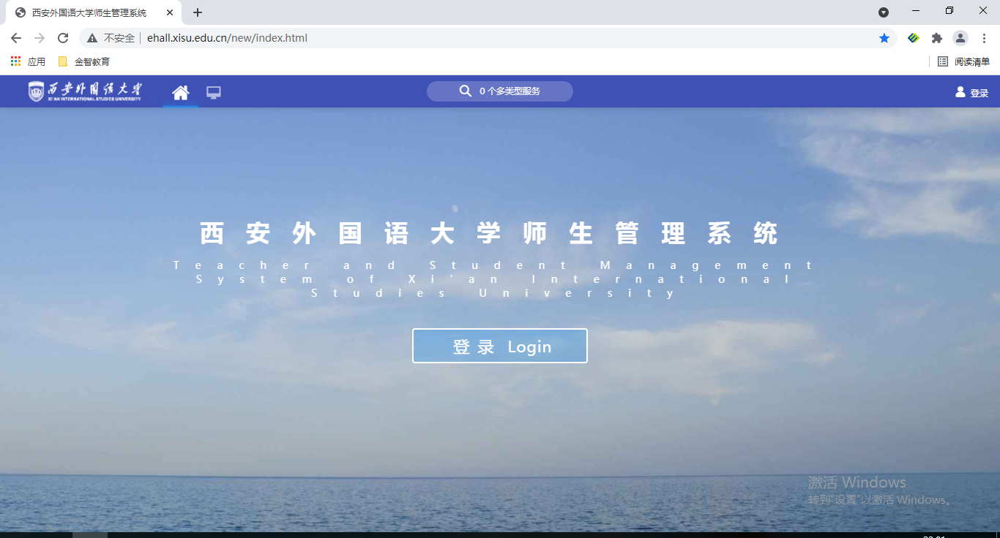 西安外国语大学师生管理系统
不安全 ehall.xisu.edu.cn/new/index.html
应用 金智教育 阅读清单
西安外国语大学
XI'AN INTERNATIONAL STUDIES UNIVERSITY
0 个多类型服务
登录
西安外国语大学师生管理系统
Teacher and Student Management
System of Xi'an International
Studies University
登 录 Login
激活 Windows
转到"设置"以激活 Windows。